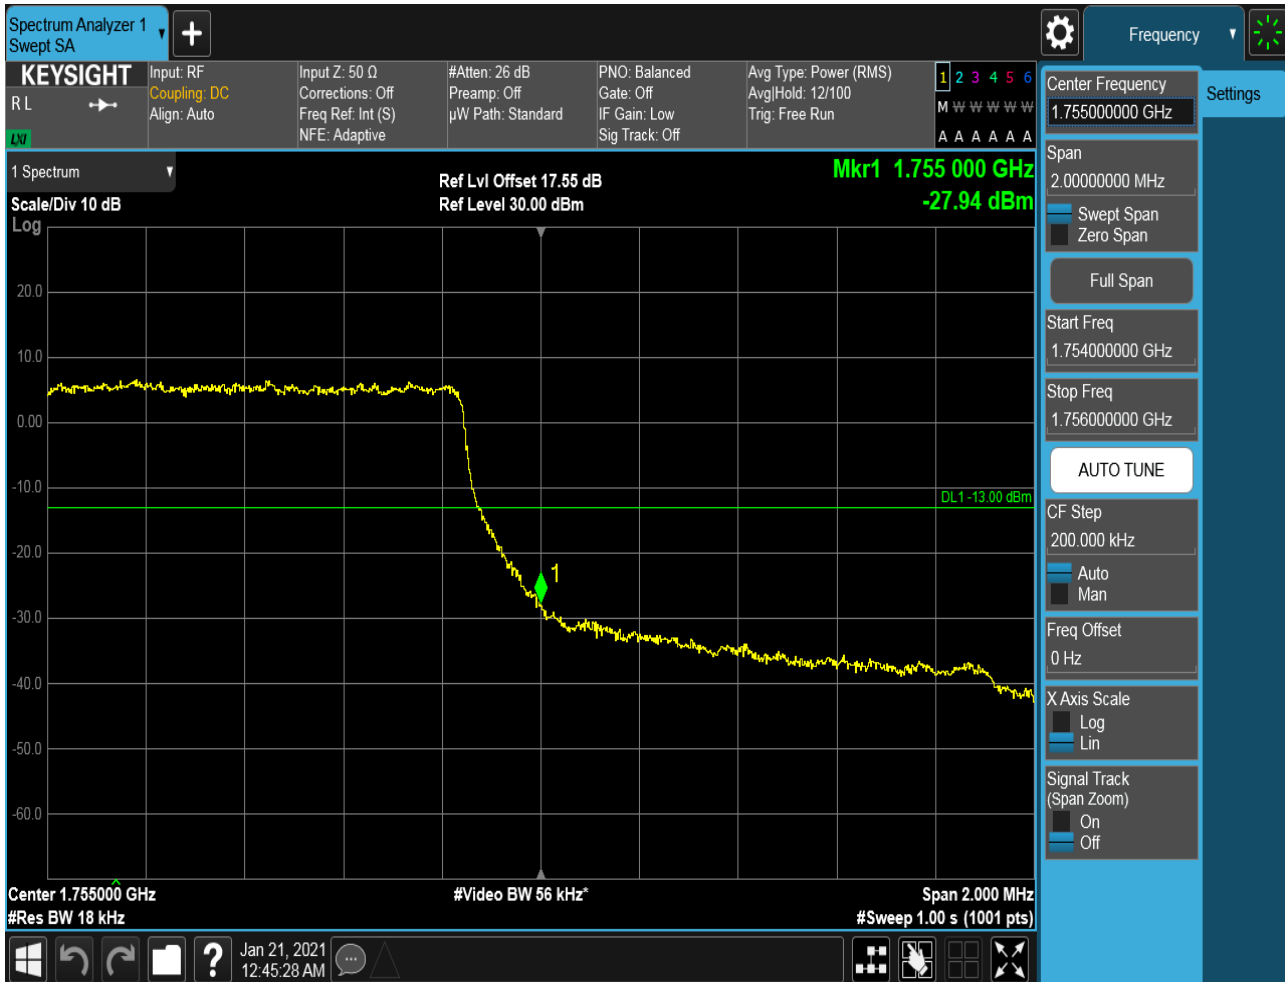 Spectrum Analyzer 1
Swept SA
Frequency
KEYSIGHT
R L
LXI
Input: RF
Coupling: DC
Align: Auto
Input Z: 50 Ω
Corrections: Off
Freq Ref: Int (S)
NFE: Adaptive
#Atten: 26 dB
Preamp: Off
µW Path: Standard
PNO: Balanced
Gate: Off
IF Gain: Low
Sig Track: Off
Avg Type: Power (RMS)
Avg|Hold: 12/100
Trig: Free Run
1 2 3 4 5 6
M W W W W W
A A A A A A
1 Spectrum
Scale/Div 10 dB
Log
Ref Lvl Offset 17.55 dB
Ref Level 30.00 dBm
Mkr1 1.755 000 GHz
-27.94 dBm
20.0
10.0
0.00
-10.0
DL1 -13.00 dBm
-20.0
1
-30.0
-40.0
-50.0
-60.0
Center 1.755000 GHz
#Video BW 56 kHz*
Span 2.000 MHz
#Res BW 18 kHz
#Sweep 1.00 s (1001 pts)
?
Jan 21, 2021
12:45:28 AM
Center Frequency
1.755000000 GHz
Settings
Span
2.00000000 MHz
Swept Span
Zero Span
Full Span
Start Freq
1.754000000 GHz
Stop Freq
1.756000000 GHz
AUTO TUNE
CF Step
200.000 kHz
Auto
Man
Freq Offset
0 Hz
X Axis Scale
Log
Lin
Signal Track
(Span Zoom)
On
Off